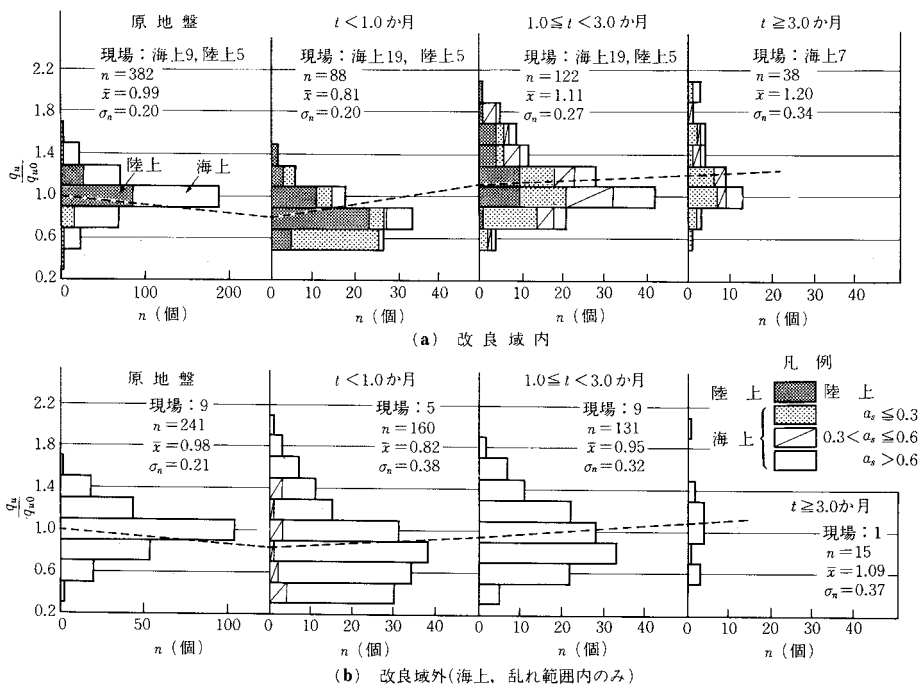 原地盤
t<1.0か月
1.0≦t<3.0か月
t≧3.0か月
現場：海上9, 陸上5
n=382
x̄=0.99
σn=0.20
現場：海上19, 陸上5
n=88
x̄=0.81
σn=0.20
現場：海上19, 陸上5
n=122
x̄=1.11
σn=0.27
現場：海上7
n=38
x̄=1.20
σn=0.34
2.2
1.8
1.4
1.0
0.6
0.2
qu/qu0
陸上
海上
0 100 200
0 10 20 30 40
0 10 20 30 40
0 10 20 30 40
n (個)
n (個)
n (個)
n (個)
(a) 改良域内
原地盤
t<1.0か月
1.0≦t<3.0か月
現場：9
n=241
x̄=0.98
σn=0.21
現場：5
n=160
x̄=0.82
σn=0.38
現場：9
n=131
x̄=0.95
σn=0.32
凡例
陸上 陸上
海上 as≦0.3
0.3<as≦0.6
as>0.6
t≧3.0か月
現場：1
n=15
x̄=1.09
σn=0.37
2.2
1.8
1.4
1.0
0.6
0.2
qu/qu0
0 50 100
0 10 20 30 40
0 10 20 30 40
0 10 20 30 40
n (個)
n (個)
n (個)
n (個)
(b) 改良域外(海上, 乱れ範囲内のみ)